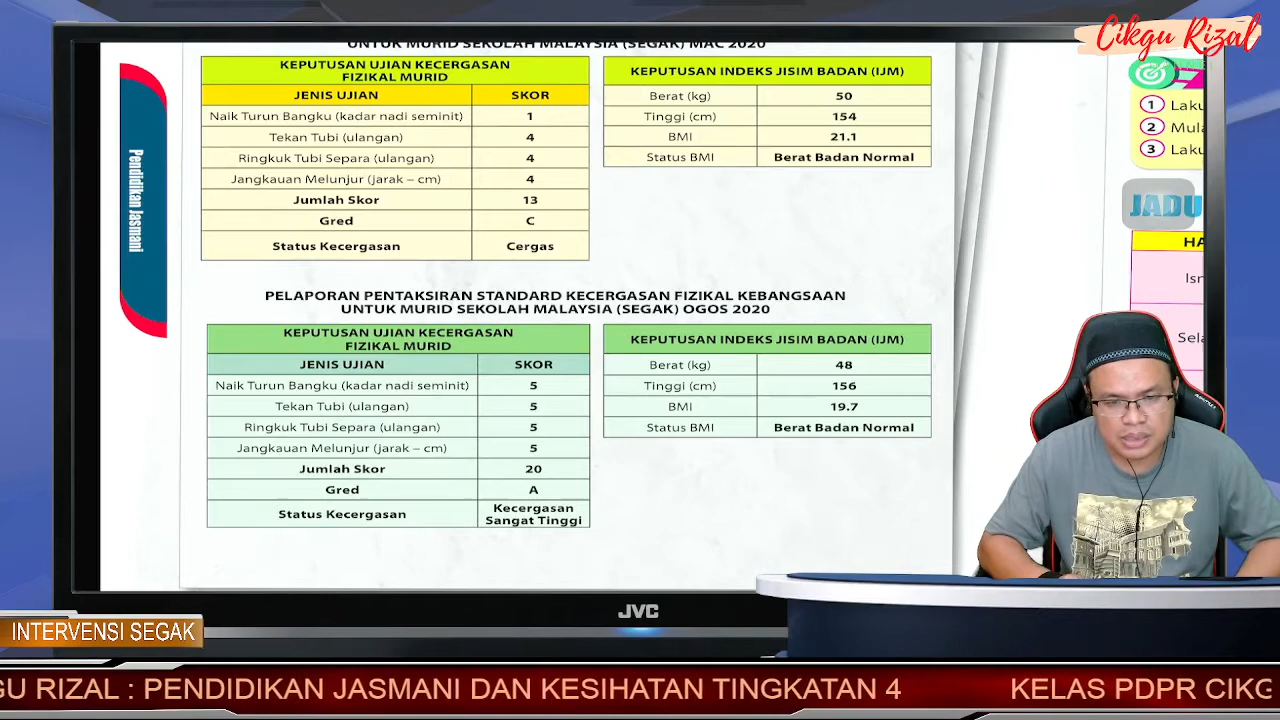 Cikgu Rizal
UNTUK MURID SEKOLAH MALAYSIA (SEGAK) MAC 2020
KEPUTUSAN UJIAN KECERGASAN
FIZIKAL MURID
JENIS UJIAN SKOR
Naik Turun Bangku (kadar nadi seminit) 1
Tekan Tubi (ulangan) 4
Ringkuk Tubi Separa (ulangan) 4
Jangkauan Melunjur (jarak – cm) 4
Jumlah Skor 13
Gred C
Status Kecergasan Cergas
KEPUTUSAN INDEKS JISIM BADAN (IJM)
Berat (kg) 50
Tinggi (cm) 154
BMI 21.1
Status BMI Berat Badan Normal
1 Laku
2 Mula
3 Laku
JADU
HA
Isn
Sela
Pendidikan Jasmani
PELAPORAN PENTAKSIRAN STANDARD KECERGASAN FIZIKAL KEBANGSAAN
UNTUK MURID SEKOLAH MALAYSIA (SEGAK) OGOS 2020
KEPUTUSAN UJIAN KECERGASAN
FIZIKAL MURID
JENIS UJIAN SKOR
Naik Turun Bangku (kadar nadi seminit) 5
Tekan Tubi (ulangan) 5
Ringkuk Tubi Separa (ulangan) 5
Jangkauan Melunjur (jarak – cm) 5
Jumlah Skor 20
Gred A
Status Kecergasan Kecergasan
Sangat Tinggi
KEPUTUSAN INDEKS JISIM BADAN (IJM)
Berat (kg) 48
Tinggi (cm) 156
BMI 19.7
Status BMI Berat Badan Normal
JVC
INTERVENSI SEGAK
GU RIZAL : PENDIDIKAN JASMANI DAN KESIHATAN TINGKATAN 4 KELAS PDPR CIKG